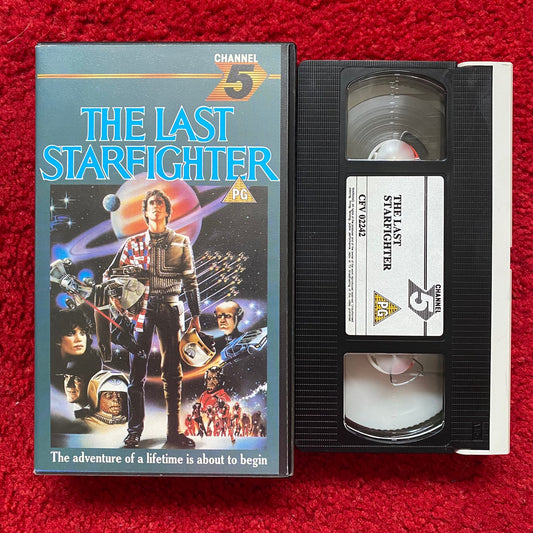 CHANNEL
5
THE LAST
STARFIGHTER
PG
The adventure of a lifetime is about to begin
THE LAST
STARFIGHTER
CFV 02242
CHANNEL
5
PG